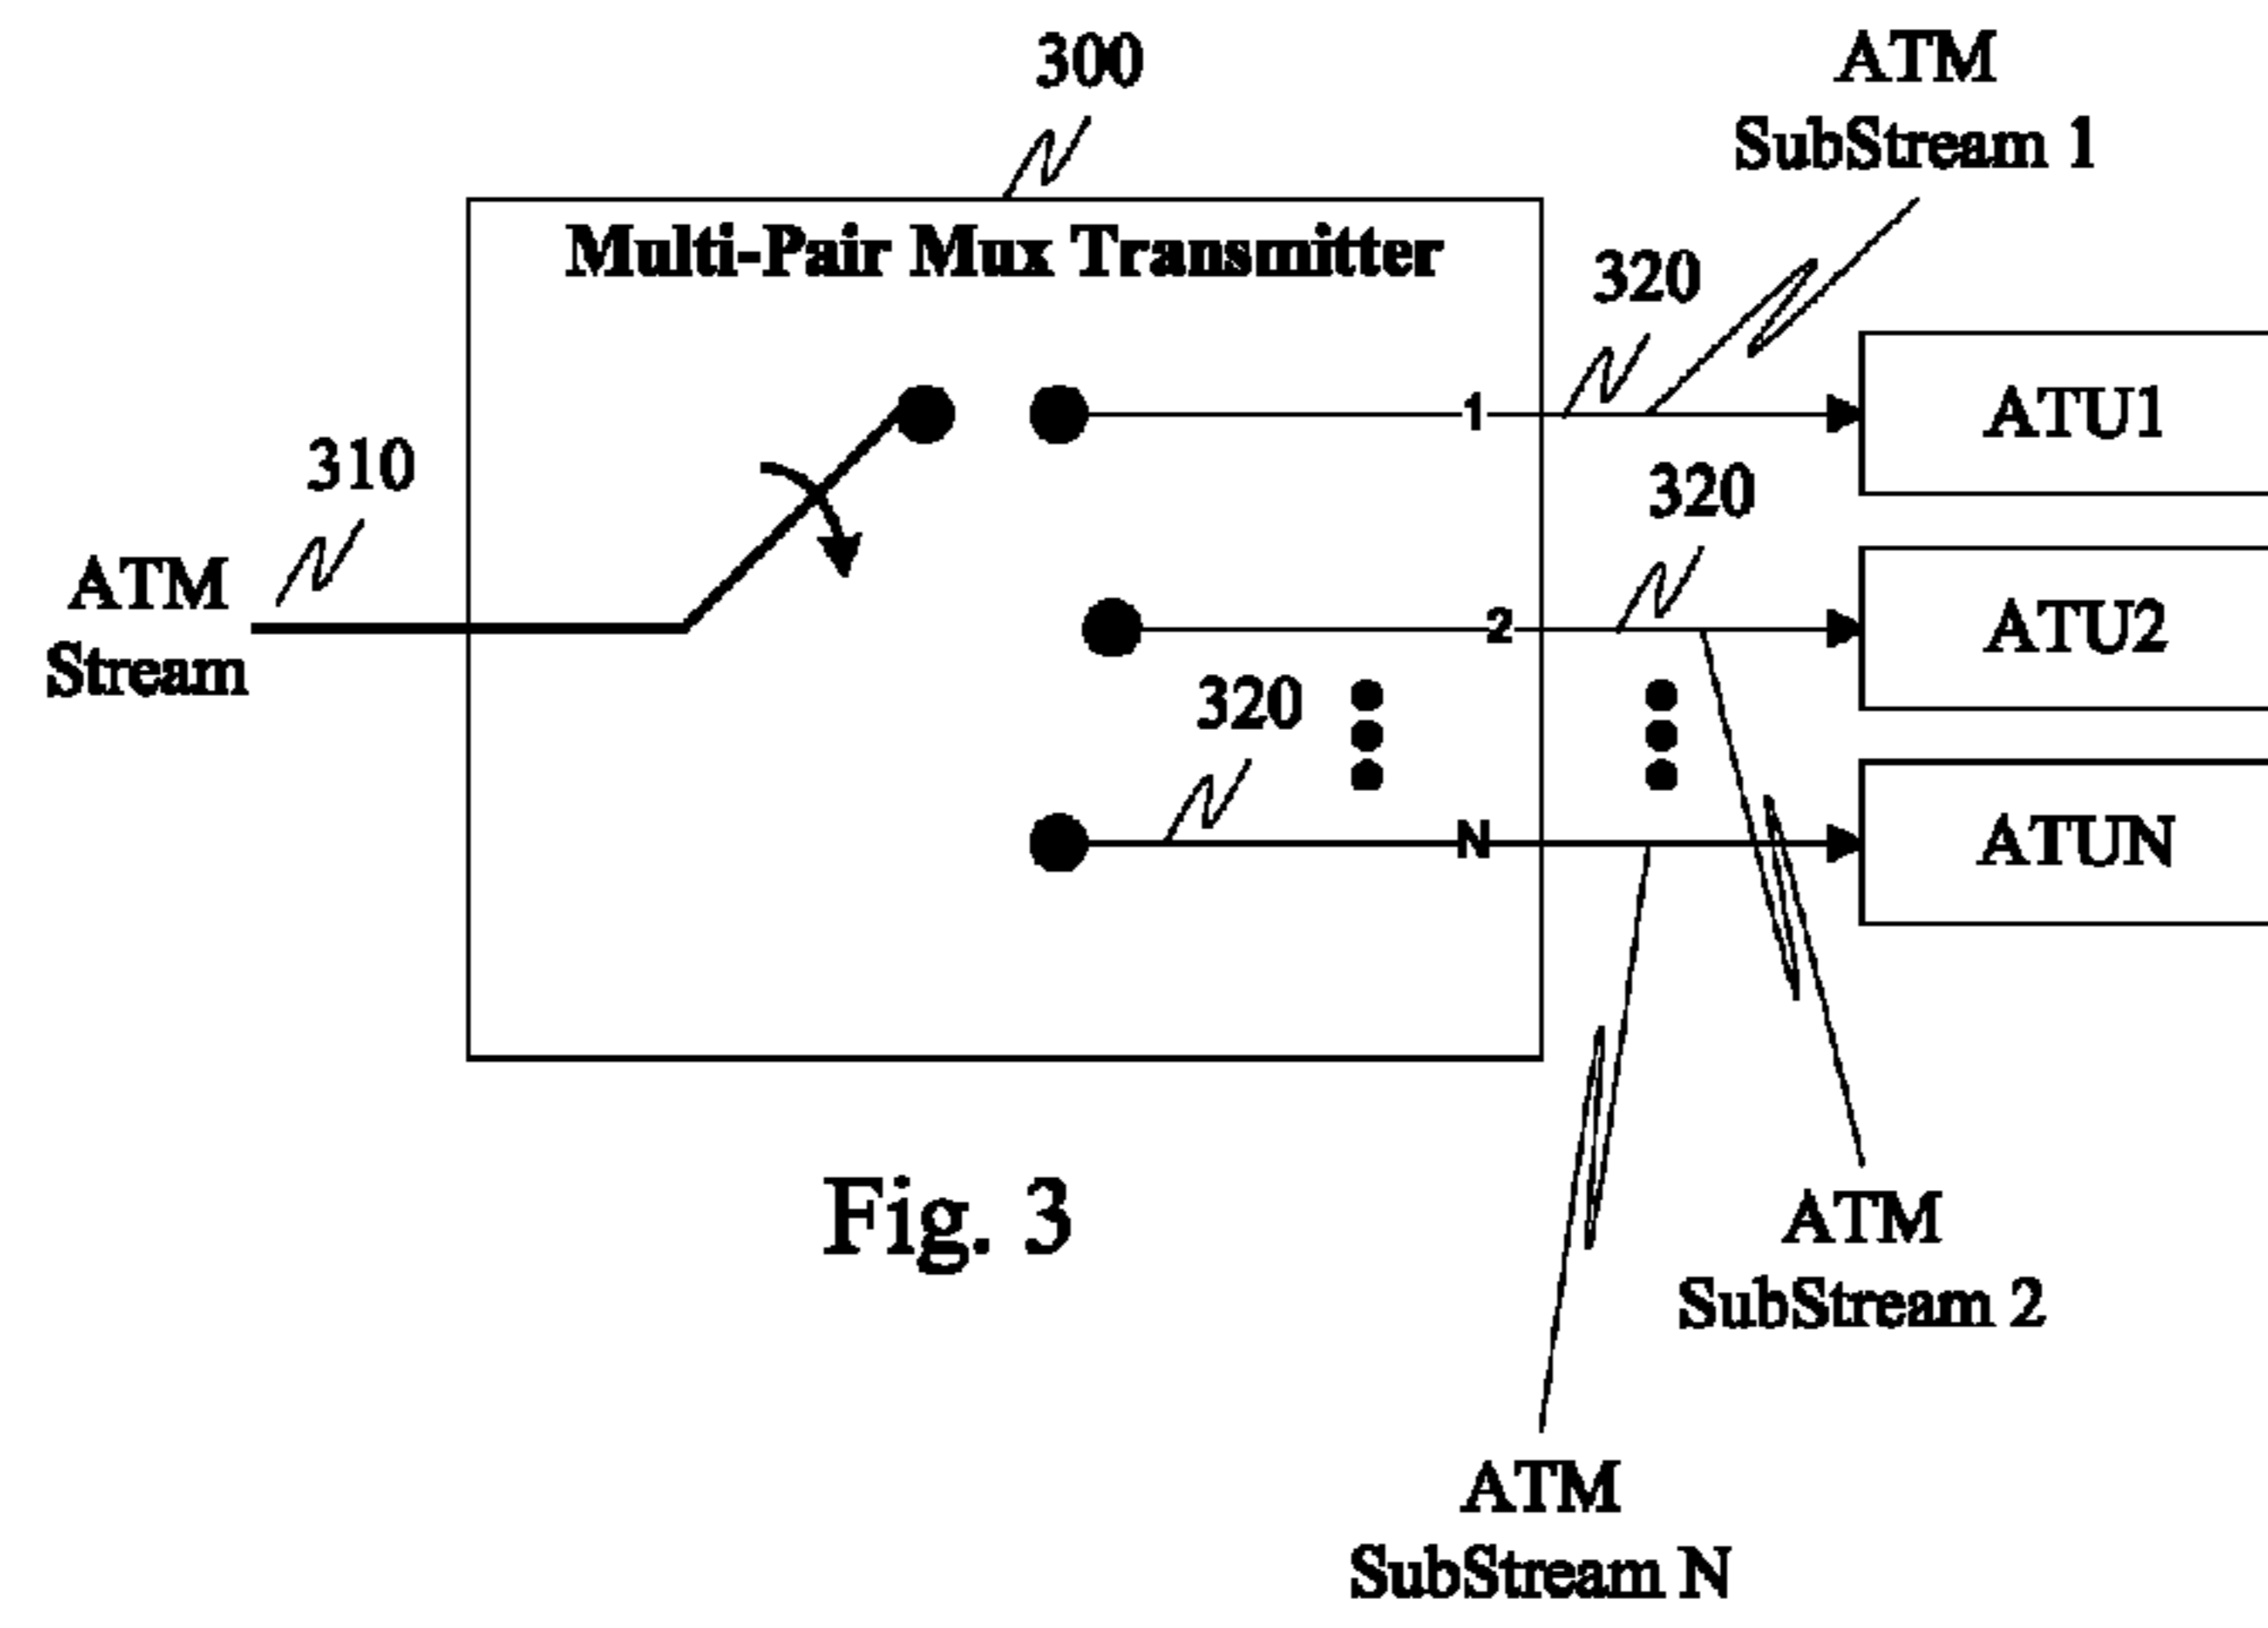 300
ATM
SubStream 1
Multi-Pair Mux Transmitter
320
310
1
ATU1
320
ATM
Stream
2
ATU2
320
N
ATUN
Fig. 3
ATM
SubStream 2
ATM
SubStream N